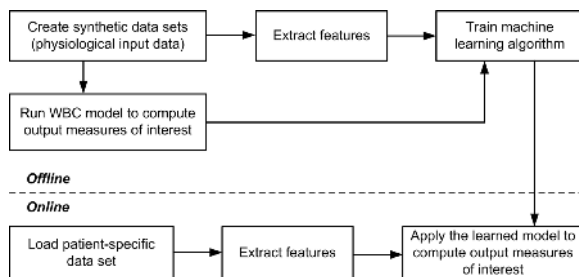 Create synthetic data sets
(physiological input data)
Extract features
Train machine
learning algorithm
Run WBC model to compute
output measures of interest
Offline
Online
Load patient-specific
data set
Extract features
Apply the learned model to
compute output measures
of interest